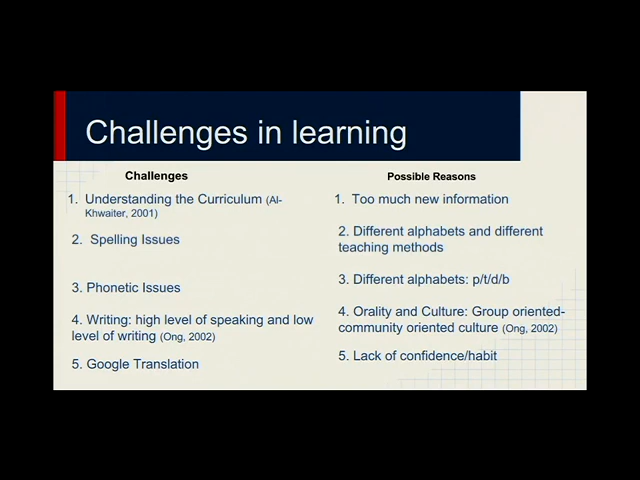 Challenges in learning
Challenges
1. Understanding the Curriculum (Al-
Khwaiter, 2001)
2. Spelling Issues
3. Phonetic Issues
4. Writing: high level of speaking and low
level of writing (Ong, 2002)
5. Google Translation
Possible Reasons
1. Too much new information
2. Different alphabets and different
teaching methods
3. Different alphabets: p/t/d/b
4. Orality and Culture: Group oriented-
community oriented culture (Ong, 2002)
5. Lack of confidence/habit